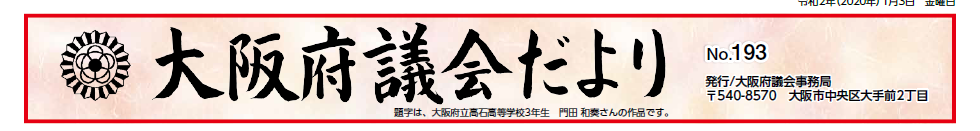 令和2年(2020年) 1月3日 金曜日
大阪府議会だより
No.193
発行/大阪府議会事務局
〒540-8570 大阪市中央区大手前2丁目
題字は、大阪府立高石高等学校3年生 門田 和奏さんの作品です。